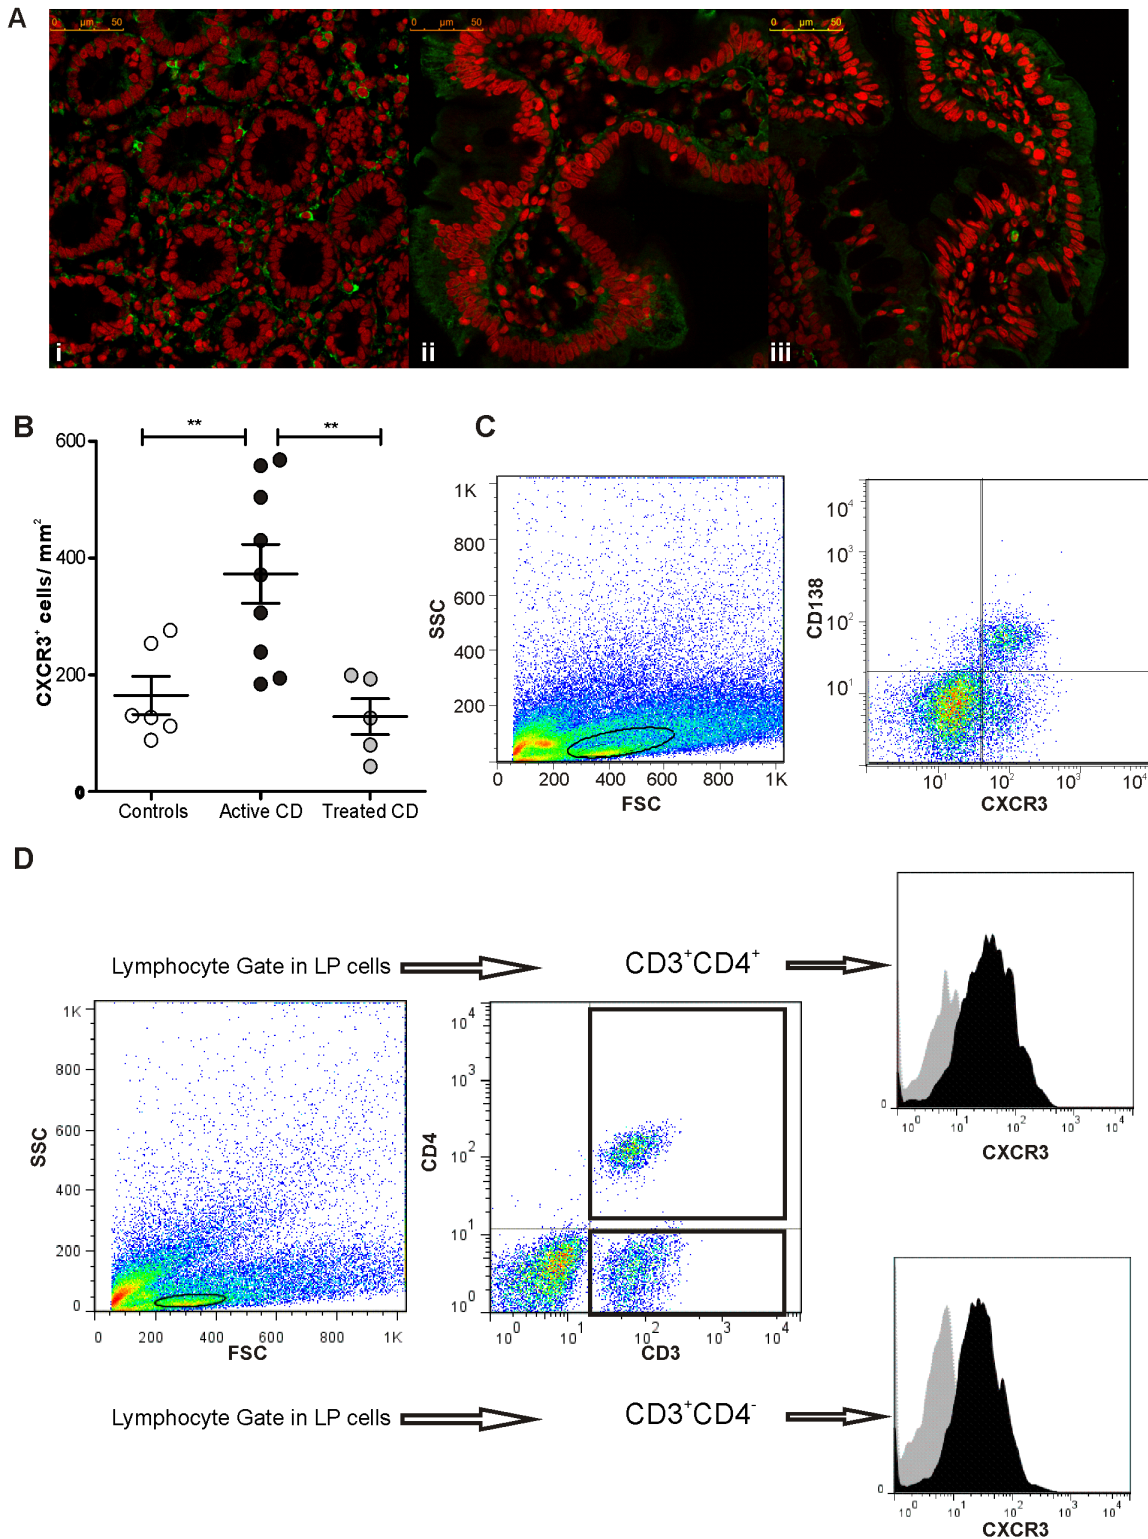 A
0 µm 50
0 µm 50
0 µm 50
i
ii
iii
B
600
400
200
0
CXCR3+ cells/ mm²
**
**
Controls
Active CD
Treated CD
C
1K
800
600
400
200
SSC
0 200 400 600 800 1K
FSC
10⁴
10³
10²
10¹
CD138
10¹ 10² 10³ 10⁴
CXCR3
D
Lymphocyte Gate in LP cells
CD3⁺CD4⁺
1K
800
600
400
200
0
SSC
0 200 400 600 800 1K
FSC
10⁴
10³
10²
10¹
10⁰
CD4
10⁰ 10¹ 10² 10³ 10⁴
CD3
0
10⁰ 10¹ 10² 10³ 10⁴
CXCR3
Lymphocyte Gate in LP cells
CD3⁺CD4⁻
0
10⁰ 10¹ 10² 10³ 10⁴
CXCR3